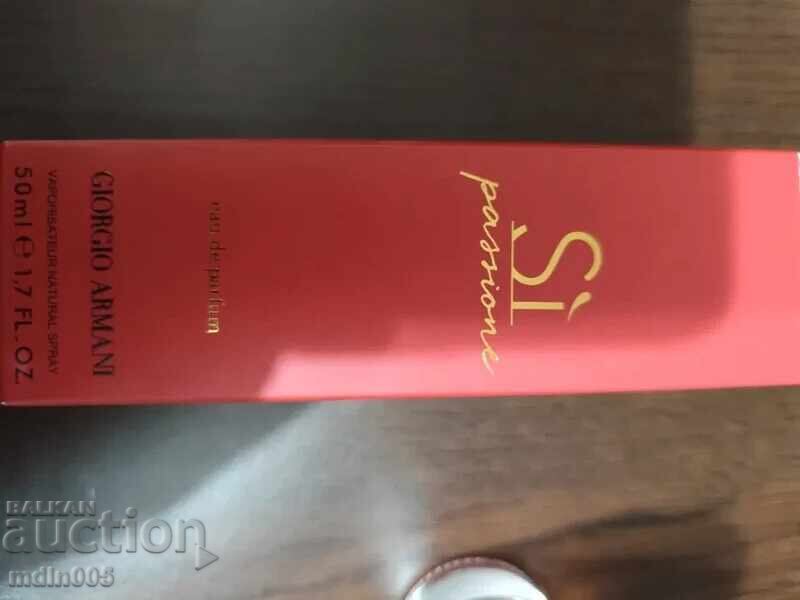 Sì
passione
eau de parfum
GIORGIO ARMANI
VAPORISATEUR NATURAL SPRAY
50ml e 1,7 FL. OZ
BALKAN
auction
mdln005